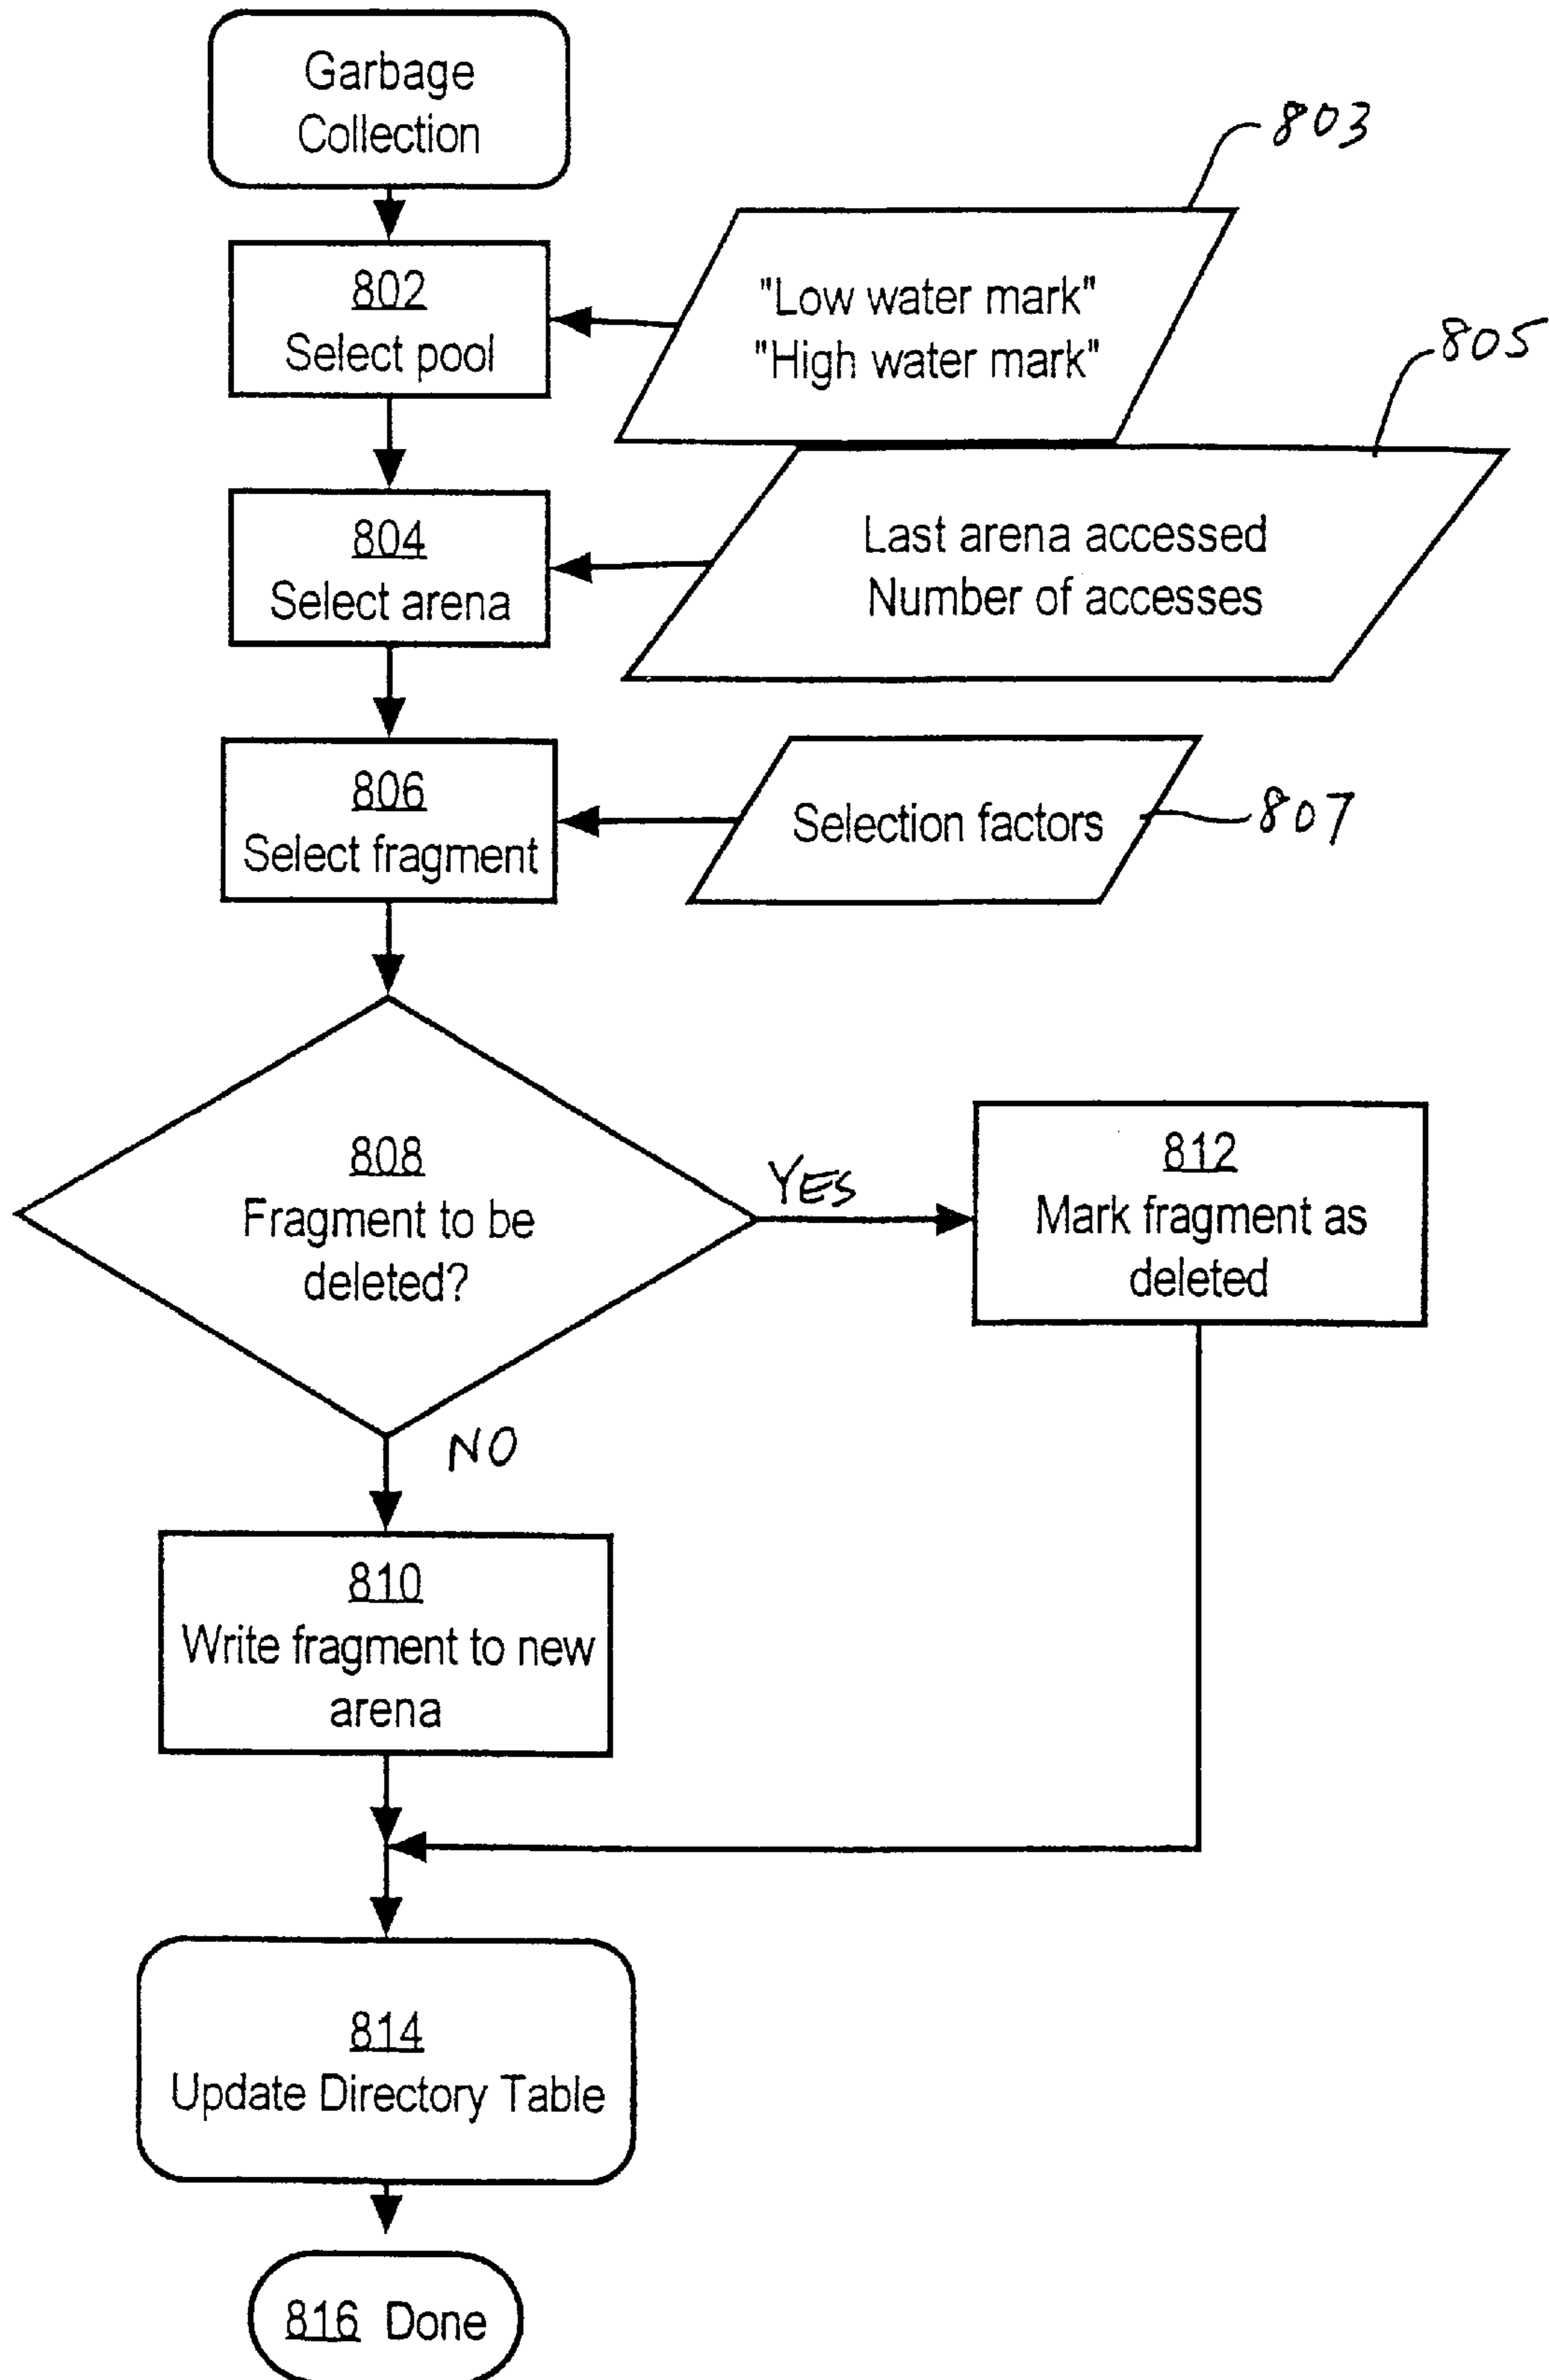 Garbage
Collection
803
802
Select pool
"Low water mark"
"High water mark"
805
804
Select arena
Last arena accessed
Number of accesses
806
Select fragment
Selection factors
807
808
Fragment to be
deleted?
YES
812
Mark fragment as
deleted
NO
810
Write fragment to new
arena
814
Update Directory Table
816 Done